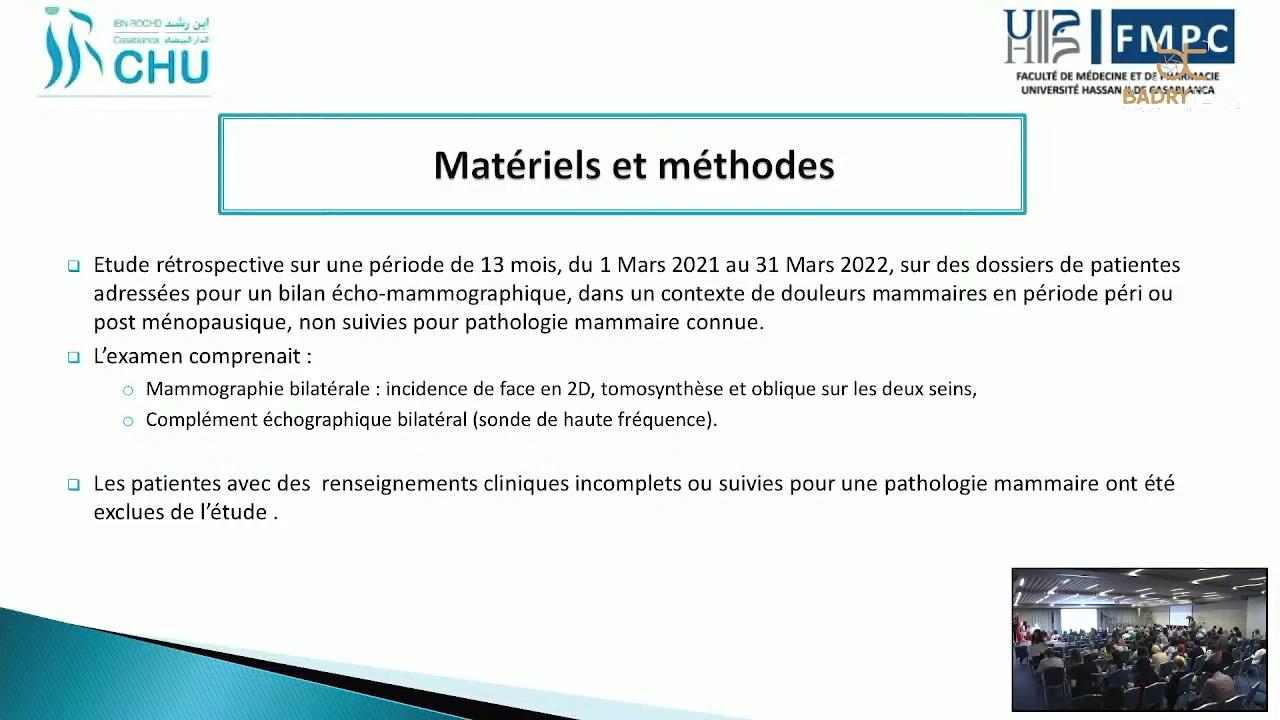 IBN-ROCHD ابن رشد
Casablanca الدار البيضاء
CHU
FMPC
FACULTÉ DE MÉDECINE ET DE PHARMACIE
UNIVERSITÉ HASSAN II DE CASABLANCA
BADRY
Matériels et méthodes
Etude rétrospective sur une période de 13 mois, du 1 Mars 2021 au 31 Mars 2022, sur des dossiers de patientes
adressées pour un bilan écho-mammographique, dans un contexte de douleurs mammaires en période péri ou
post ménopausique, non suivies pour pathologie mammaire connue.
L’examen comprenait :
Mammographie bilatérale : incidence de face en 2D, tomosynthèse et oblique sur les deux seins,
Complément échographique bilatéral (sonde de haute fréquence).
Les patientes avec des  renseignements cliniques incomplets ou suivies pour une pathologie mammaire ont été
exclues de l’étude .